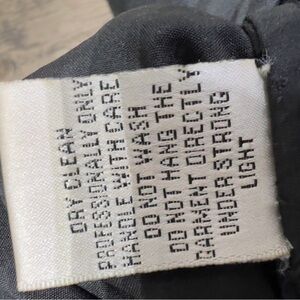 DRY CLEAN
PROFESSIONALLY ONLY
HANDLE WITH CARE
DO NOT WASH
DO NOT HANG THE
GARMENT DIRECTLY
UNDER STRONG
LIGHT